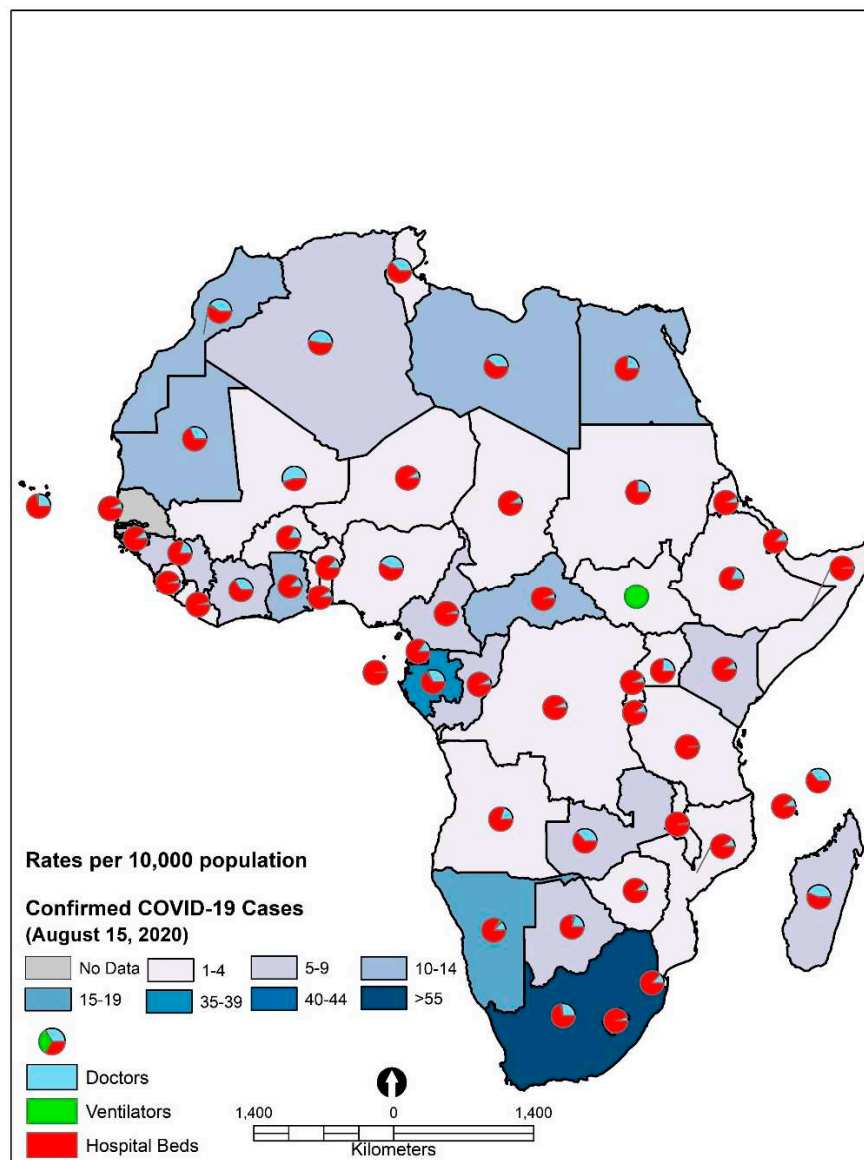 Rates per 10,000 population
Confirmed COVID-19 Cases
(August 15, 2020)
No Data 1-4 5-9 10-14
15-19 35-39 40-44 >55
Doctors
Ventilators
Hospital Beds
1,400 0 1,400
Kilometers